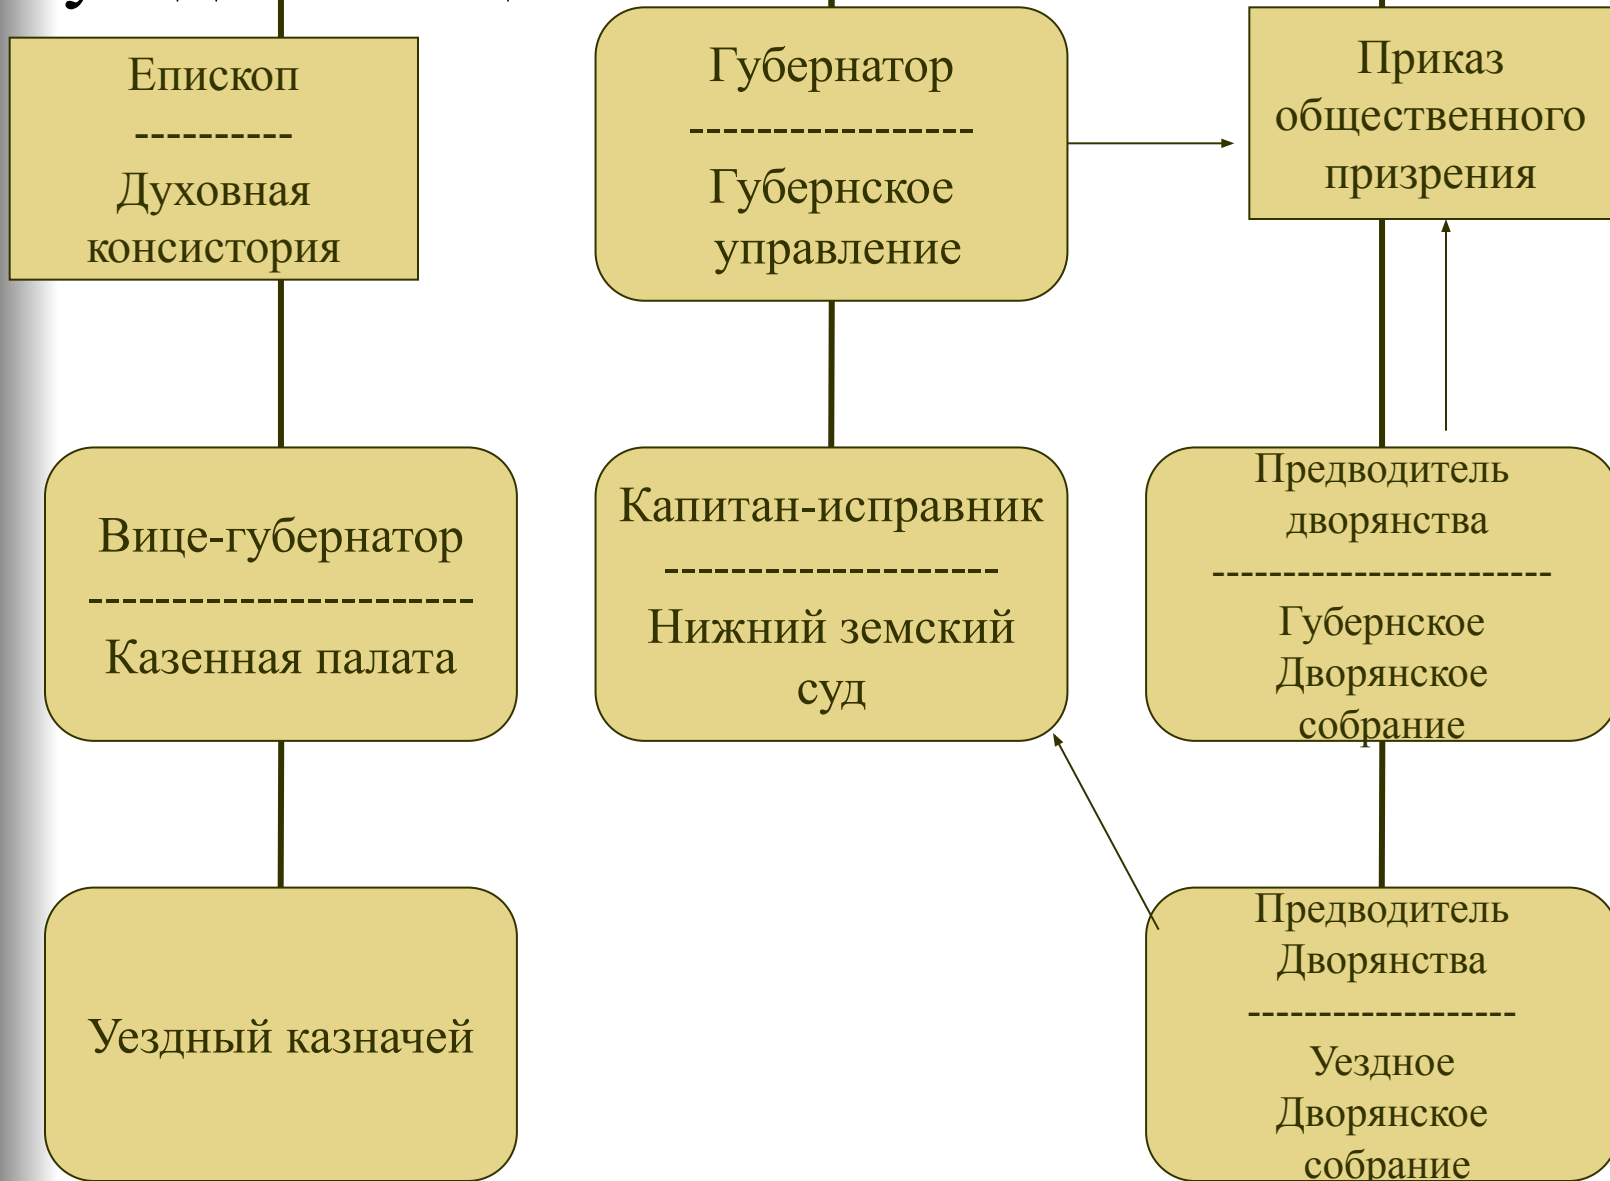 Епископ
----------
Духовная
консистория
Губернатор
-----------------
Губернское
управление
Приказ
общественного
призрения
Вице-губернатор
-----------------------
Казенная палата
Капитан-исправник
--------------------
Нижний земский
суд
Предводитель
дворянства
------------------------
Губернское
Дворянское
собрание
Уездный казначей
Предводитель
Дворянства
-------------------
Уездное
Дворянское
собрание